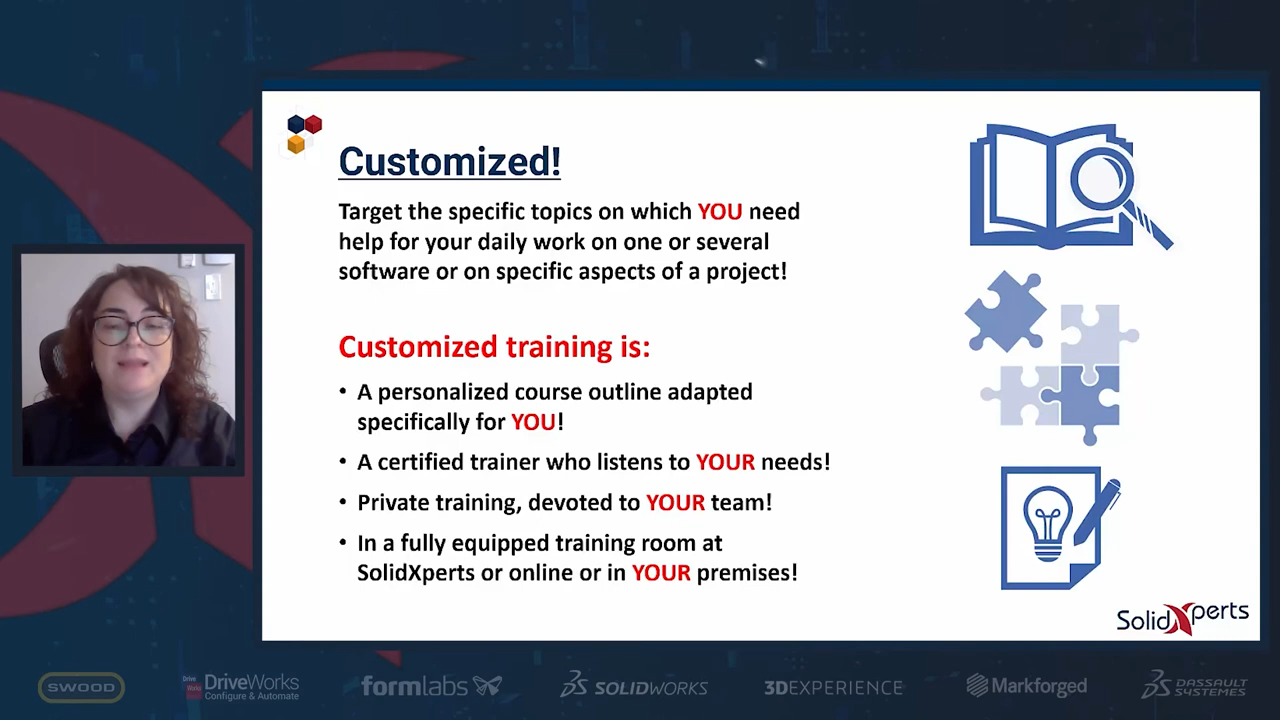 Customized!
Target the specific topics on which YOU need
help for your daily work on one or several
software or on specific aspects of a project!
Customized training is:
• A personalized course outline adapted
specifically for YOU!
• A certified trainer who listens to YOUR needs!
• Private training, devoted to YOUR team!
• In a fully equipped training room at
SolidXperts or online or in YOUR premises!
SolidXperts
SWOOD
Drive Works
DriveWorks
Configure & Automate
formlabs
SOLIDWORKS
3DEXPERIENCE
Markforged
DASSAULT
SYSTEMES